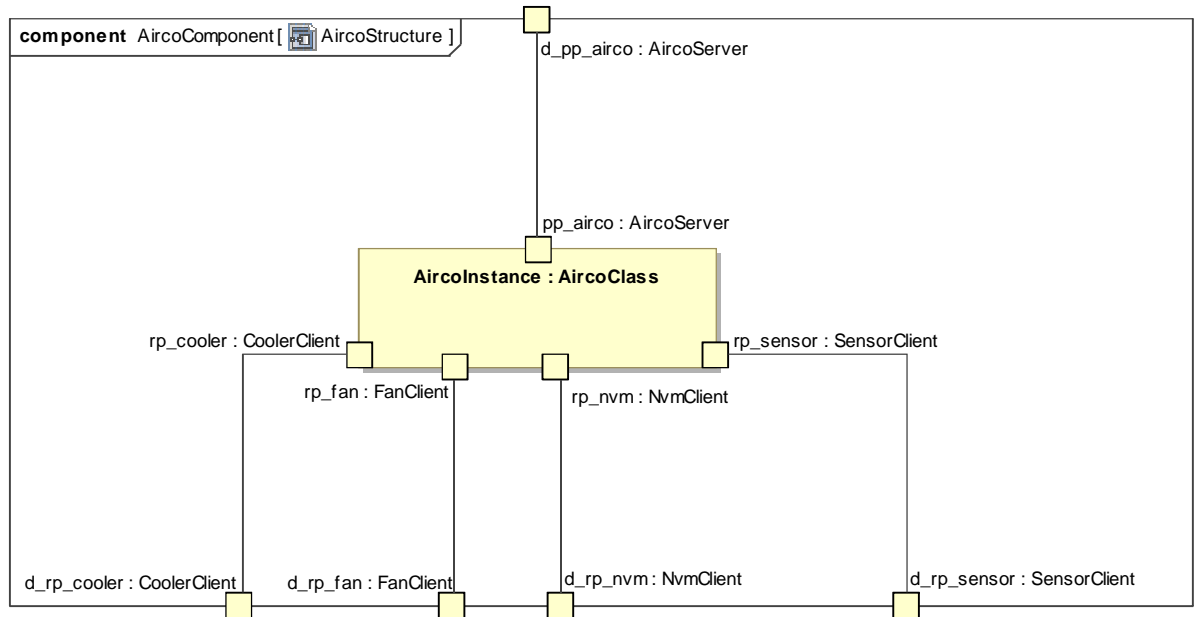 component AircoComponent[ AircoStructure ]
d_pp_airco : AircoServer
pp_airco : AircoServer
AircoInstance : AircoClass
rp_cooler : CoolerClient
rp_sensor : SensorClient
rp_fan : FanClient
rp_nvm : NvmClient
d_rp_cooler : CoolerClient
d_rp_fan : FanClient
d_rp_nvm : NvmClient
d_rp_sensor : SensorClient